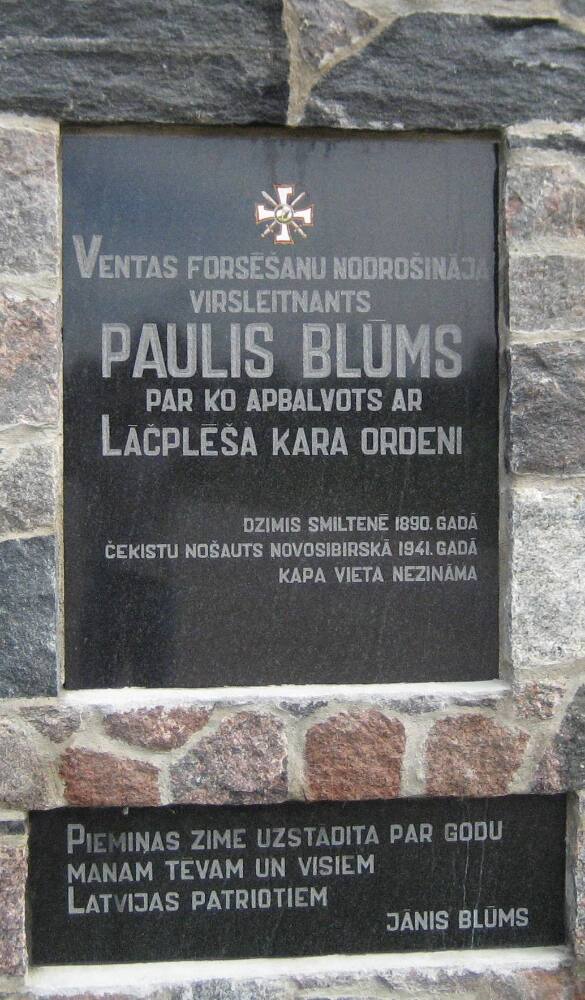 VENTAS FORSĒŠANU NODROŠINĀJA
VIRSLEITNANTS
PAULIS BLŪMS
PAR KO APBALVOTS AR
LĀČPLĒŠA KARA ORDENI
DZIMIS SMILTENĒ 1890. GADĀ
ČEKISTU NOŠAUTS NOVOSIBIRSKĀ 1941. GADĀ
KAPA VIETA NEZINĀMA
PIEMIŅAS ZĪME UZSTĀDĪTA PAR GODU
MANAM TĒVAM UN VISIEM
LATVIJAS PATRIOTIEM
JĀNIS BLŪMS